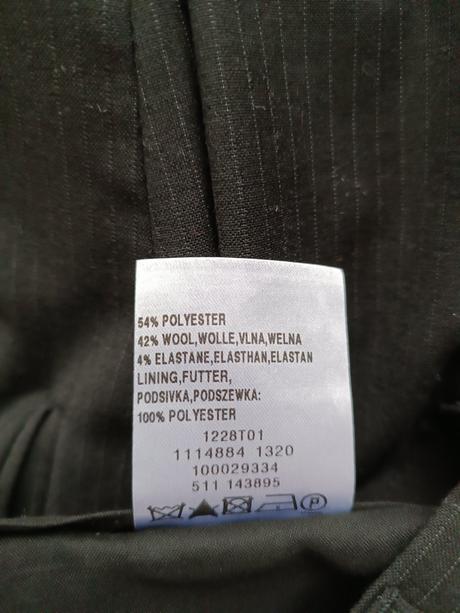 54% POLYESTER
42% WOOL,WOLLE,VLNA,WELNA
4% ELASTANE,ELASTHAN,ELASTAN
LINING,FUTTER,
PODSIVKA,PODSZEWKA:
100% POLYESTER
1228T01
1114884 1320
100029334
511 143895
P